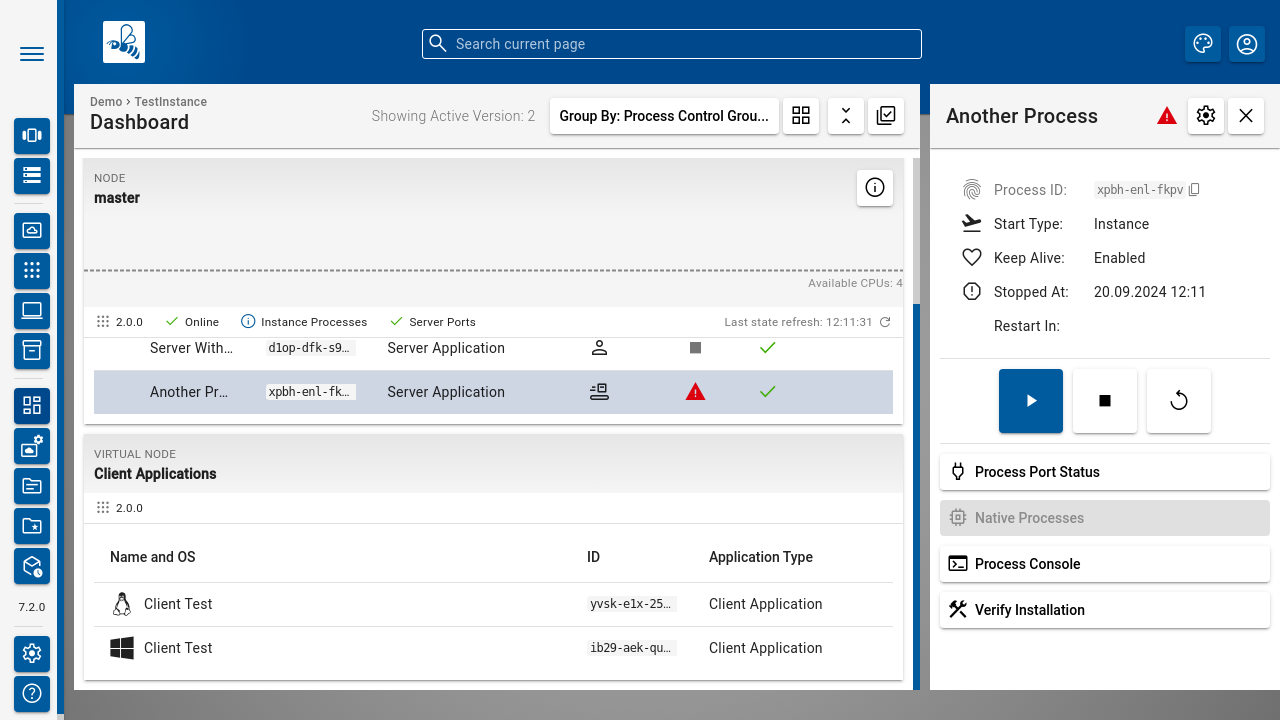 Search current page
Demo > TestInstance
Dashboard
Showing Active Version: 2
Group By: Process Control Grou...
NODE
master
Available CPUs: 4
2.0.0
Online
Instance Processes
Server Ports
Last state refresh: 12:11:31
Server With…
d1op-dfk-s9…
Server Application
Another Pr…
xpbh-enl-fk…
Server Application
VIRTUAL NODE
Client Applications
2.0.0
Name and OS
ID
Application Type
Client Test
yvsk-e1x-25…
Client Application
Client Test
ib29-aek-qu…
Client Application
7.2.0
Another Process
Process ID:
xpbh-enl-fkpv
Start Type:
Instance
Keep Alive:
Enabled
Stopped At:
20.09.2024 12:11
Restart In:
Process Port Status
Native Processes
Process Console
Verify Installation